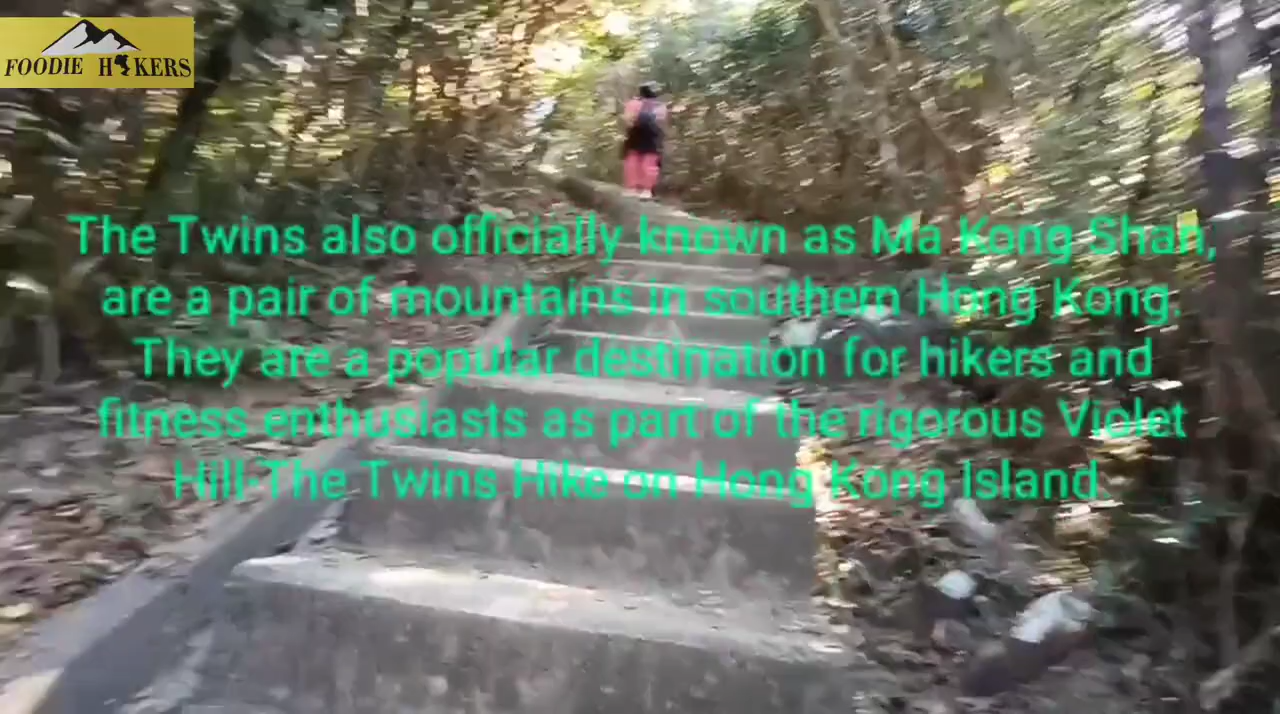 FOODIE HIKERS
The Twins also officially known as Ma Kong Shan,
are a pair of mountains in southern Hong Kong.
They are a popular destination for hikers and
fitness enthusiasts as part of the rigorous Violet
Hill-The Twins Hike on Hong Kong Island